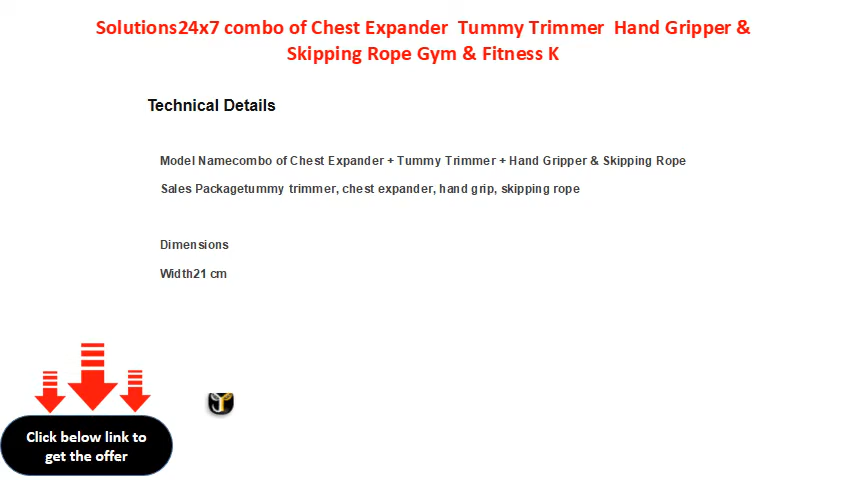 Solutions24x7 combo of Chest Expander  Tummy Trimmer  Hand Gripper &
Skipping Rope Gym & Fitness K
Technical Details
Model Namecombo of Chest Expander + Tummy Trimmer + Hand Gripper & Skipping Rope
Sales Packagetummy trimmer, chest expander, hand grip, skipping rope
Dimensions
Width21 cm
Click below link to
get the offer